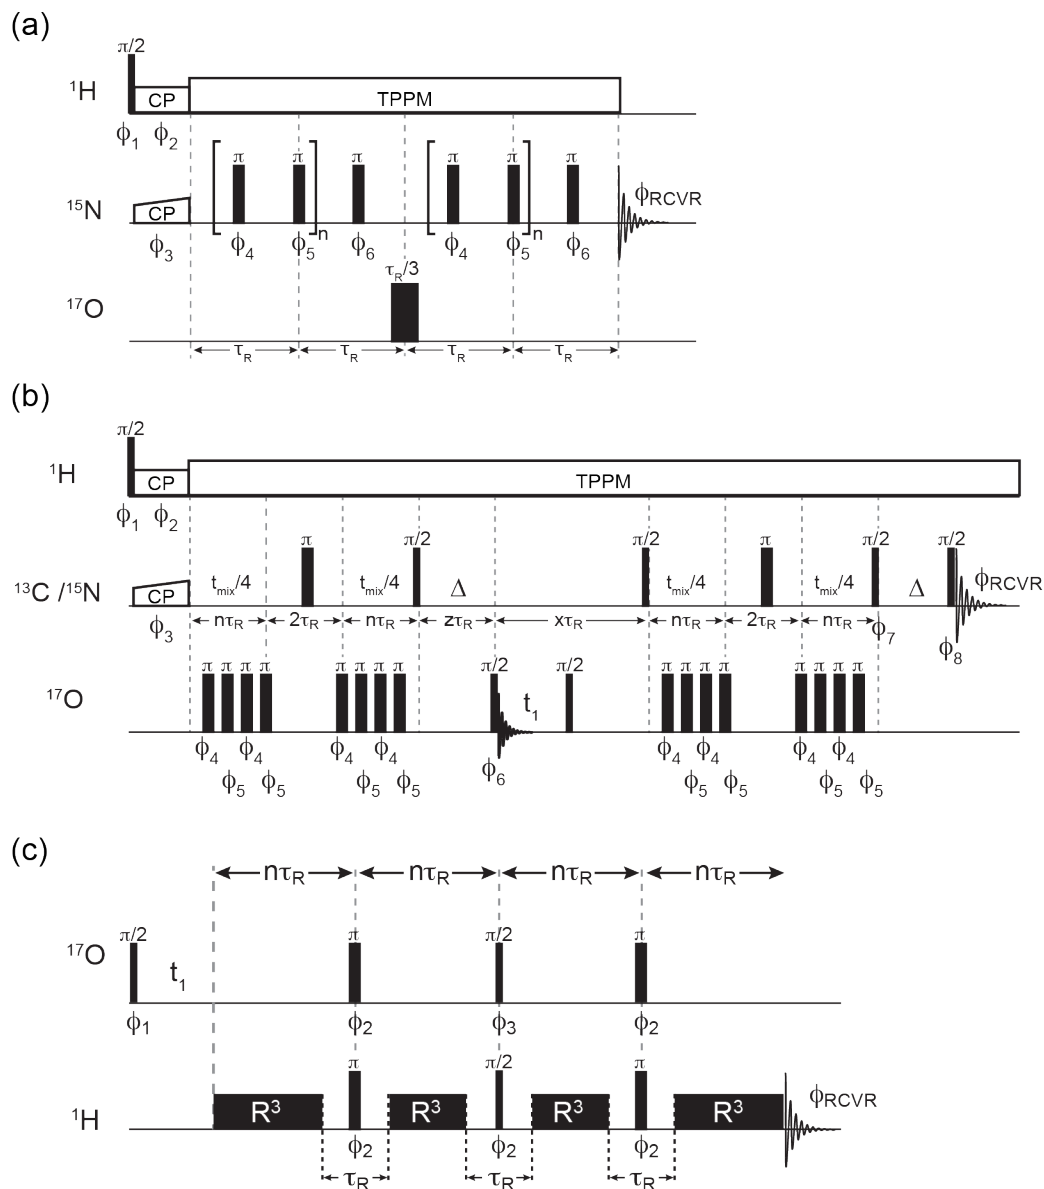 (a)
π/2
¹H CP TPPM
ϕ₁ ϕ₂
π π π π π π
¹⁵N CP ϕRCVR
ϕ₃ ϕ₄ ϕ₅ n ϕ₆ ϕ₄ ϕ₅ n ϕ₆
τR/3
¹⁷O
τR τR τR τR
(b)
π/2
¹H CP TPPM
ϕ₁ ϕ₂
π π/2 π/2 π π/2 π/2
¹³C /¹⁵N CP tmix/4 tmix/4 Δ tmix/4 tmix/4 Δ ϕRCVR
ϕ₃ nτR 2τR nτR zτR xτR nτR 2τR nτR ϕ₇ ϕ₈
π π π π π π π π π/2 π/2 π π π π π π π π
¹⁷O t₁
ϕ₄ ϕ₄ ϕ₄ ϕ₄ ϕ₆ ϕ₄ ϕ₄ ϕ₄ ϕ₄
ϕ₅ ϕ₅ ϕ₅ ϕ₅ ϕ₅ ϕ₅ ϕ₅ ϕ₅
(c)
nτR nτR nτR nτR
π/2 π π/2 π
¹⁷O t₁
ϕ₁ ϕ₂ ϕ₃ ϕ₂
π π/2 π
¹H R³ R³ R³ R³ ϕRCVR
ϕ₂ ϕ₂ ϕ₂
τR τR τR